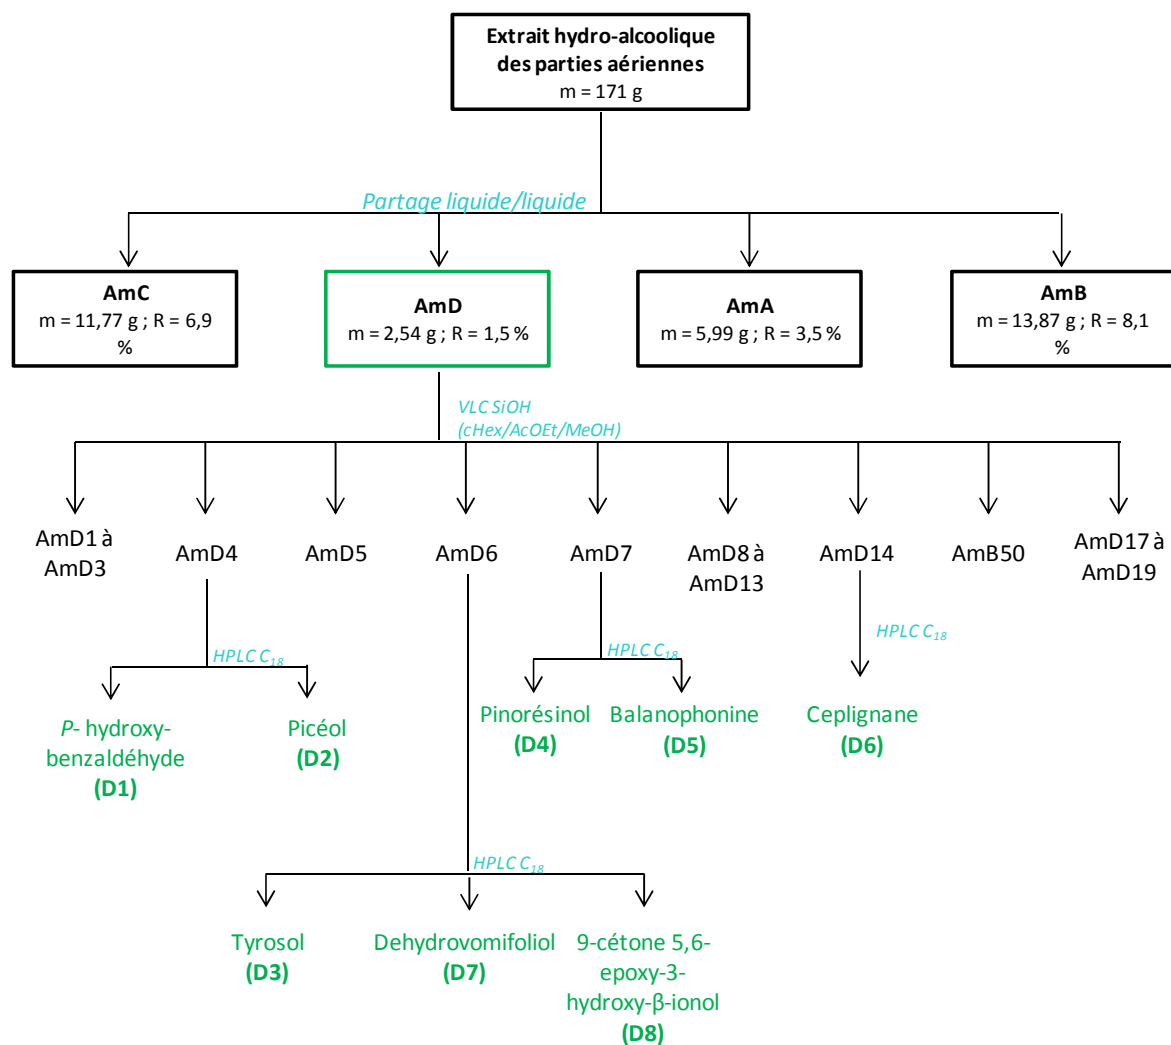 Extrait hydro-alcoolique
des parties aériennes
m = 171 g
Partage liquide/liquide
AmC
m = 11,77 g ; R = 6,9
%
AmD
m = 2,54 g ; R = 1,5 %
AmA
m = 5,99 g ; R = 3,5 %
AmB
m = 13,87 g ; R = 8,1
%
VLC SiOH
(cHex/AcOEt/MeOH)
AmD1 à
AmD3
AmD4
AmD5
AmD6
AmD7
AmD8 à
AmD13
AmD14
AmB50
AmD17 à
AmD19
HPLC C18
HPLC C18
HPLC C18
P- hydroxy-
benzaldéhyde
(D1)
Picéol
(D2)
Pinorésinol
(D4)
Balanophonine
(D5)
Ceplignane
(D6)
HPLC C18
Tyrosol
(D3)
Dehydrovomifoliol
(D7)
9-cétone 5,6-
epoxy-3-
hydroxy-β-ionol
(D8)